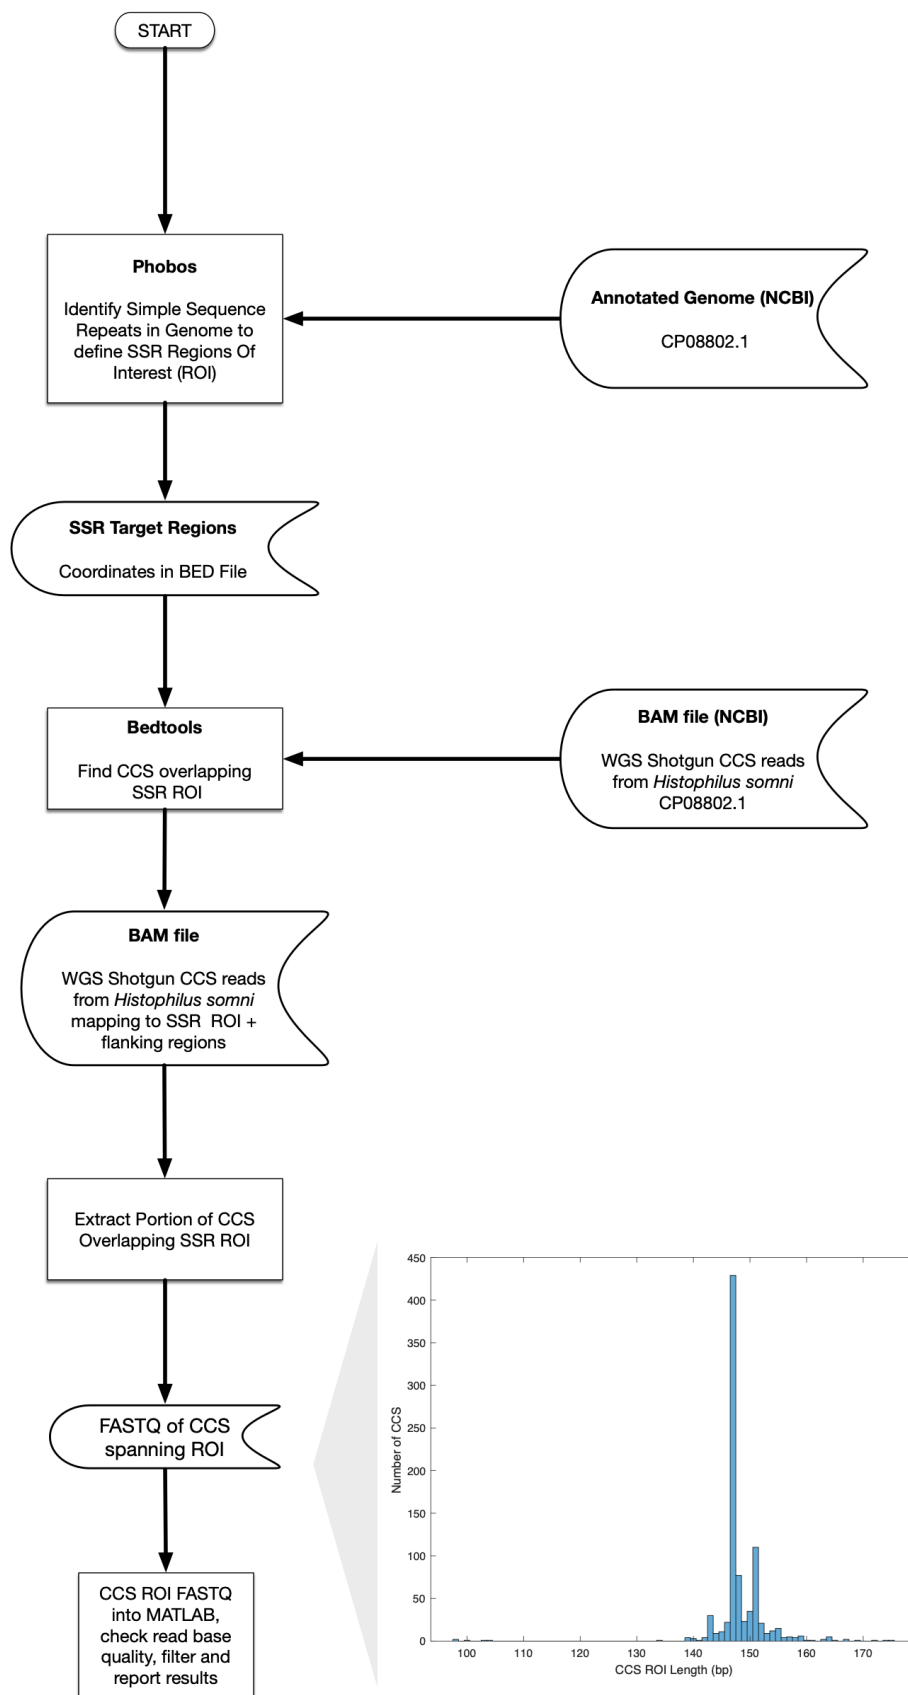 START
Phobos
Identify Simple Sequence
Repeats in Genome to
define SSR Regions Of
Interest (ROI)
Annotated Genome (NCBI)
CP08802.1
SSR Target Regions
Coordinates in BED File
Bedtools
Find CCS overlapping
SSR ROI
BAM file (NCBI)
WGS Shotgun CCS reads
from Histophilus somni
CP08802.1
BAM file
WGS Shotgun CCS reads
from Histophilus somni
mapping to SSR ROI +
flanking regions
Extract Portion of CCS
Overlapping SSR ROI
FASTQ of CCS
spanning ROI
CCS ROI FASTQ
into MATLAB,
check read base
quality, filter and
report results
450
400
350
300
250
200
150
100
50
0
Number of CCS
100 110 120 130 140 150 160 170
CCS ROI Length (bp)